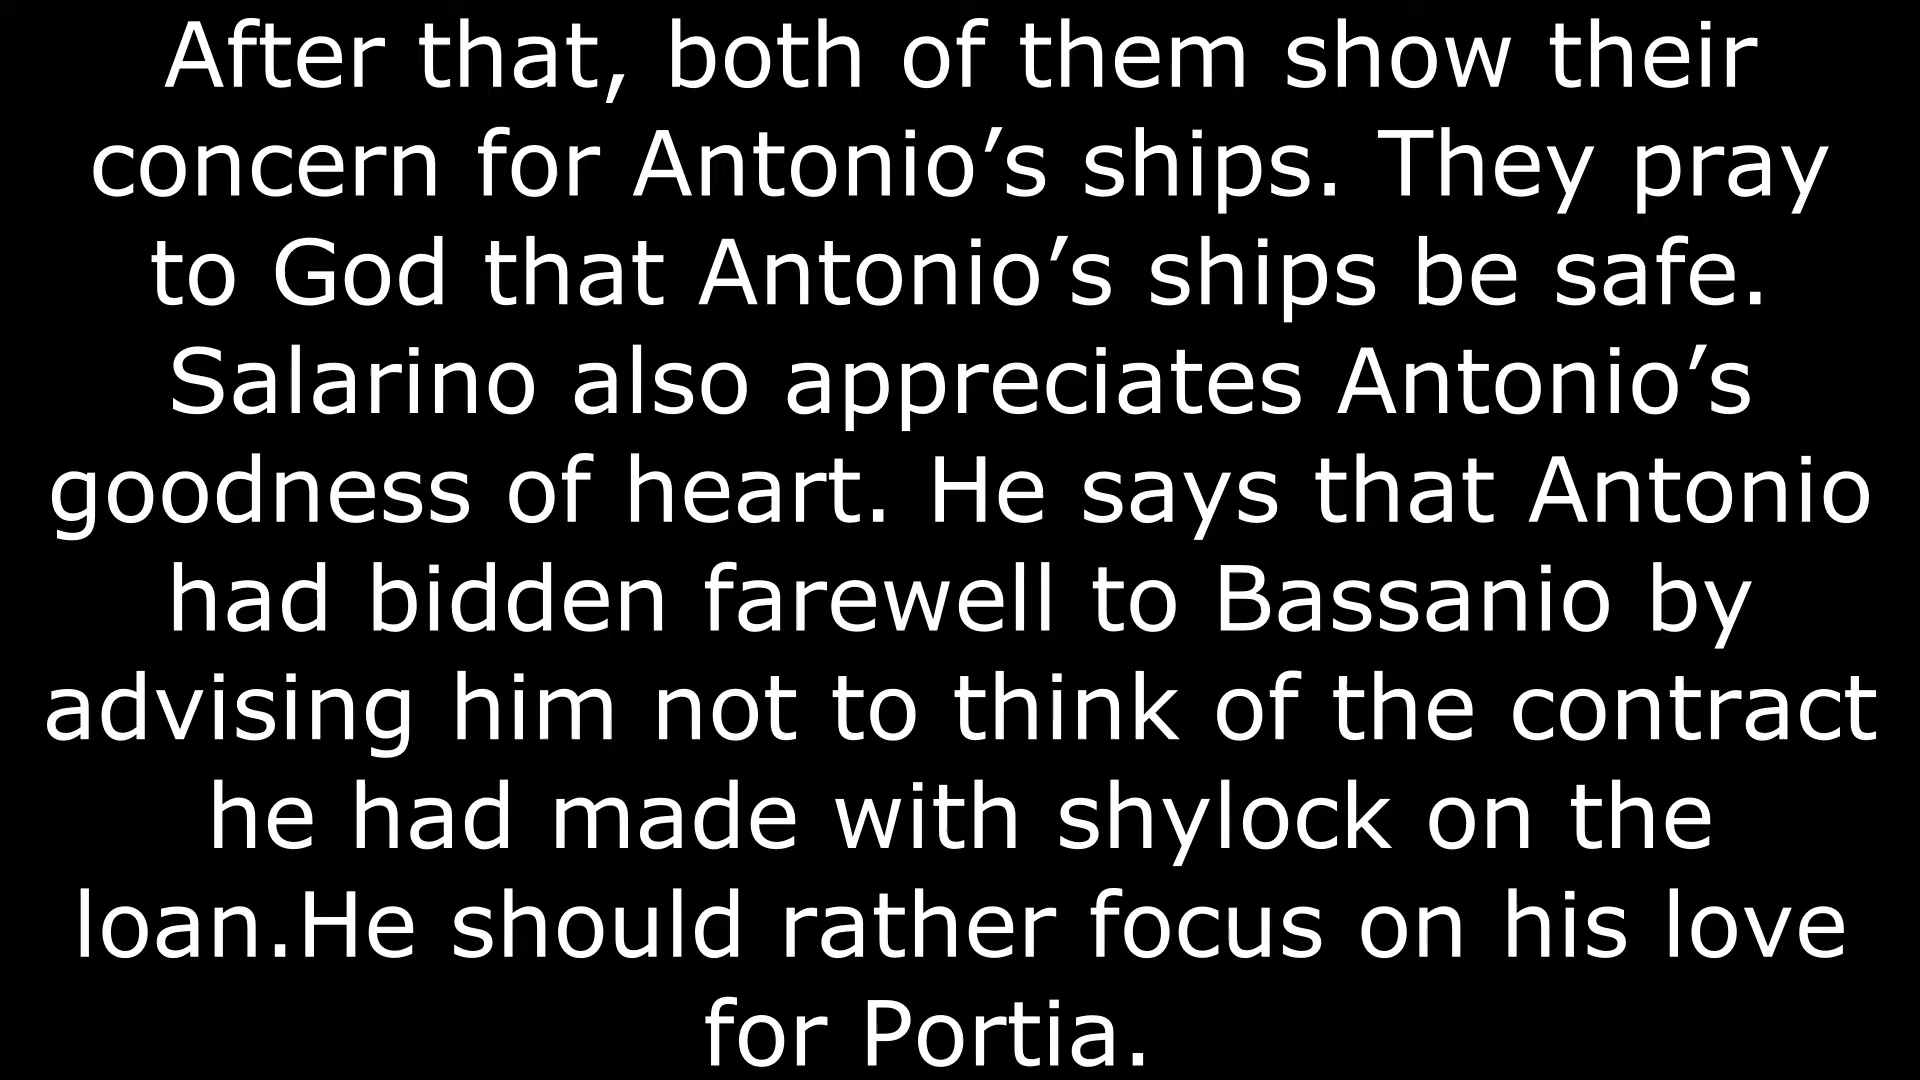 After that, both of them show their
concern for Antonio’s ships. They pray
to God that Antonio’s ships be safe.
Salarino also appreciates Antonio’s
goodness of heart. He says that Antonio
had bidden farewell to Bassanio by
advising him not to think of the contract
he had made with shylock on the
loan.He should rather focus on his love
for Portia.